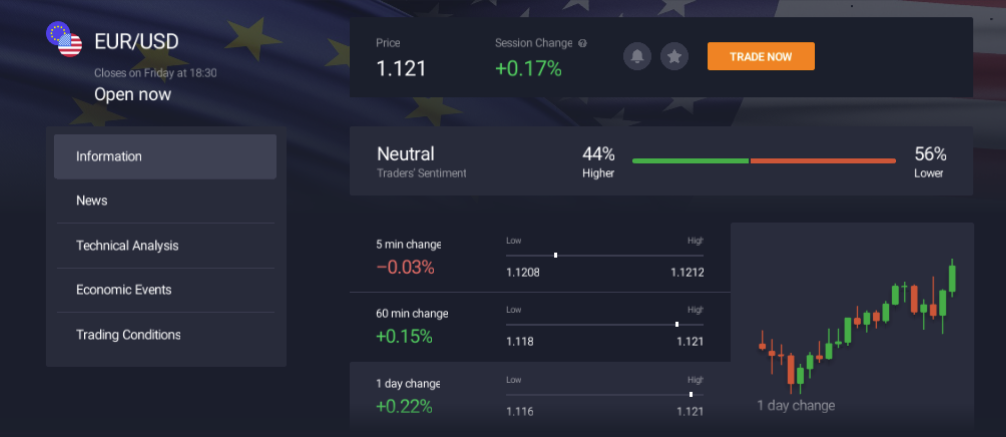 EUR/USD
Closes on Friday at 18:30
Open now
Information
News
Technical Analysis
Economic Events
Trading Conditions
Price
1.121
Session Change
+0.17%
TRADE NOW
Neutral
Traders' Sentiment
44%
Higher
56%
Lower
5 min change
−0.03%
Low
High
1.1208
1.1212
60 min change
+0.15%
Low
High
1.118
1.121
1 day change
+0.22%
Low
High
1.116
1.121
1 day change